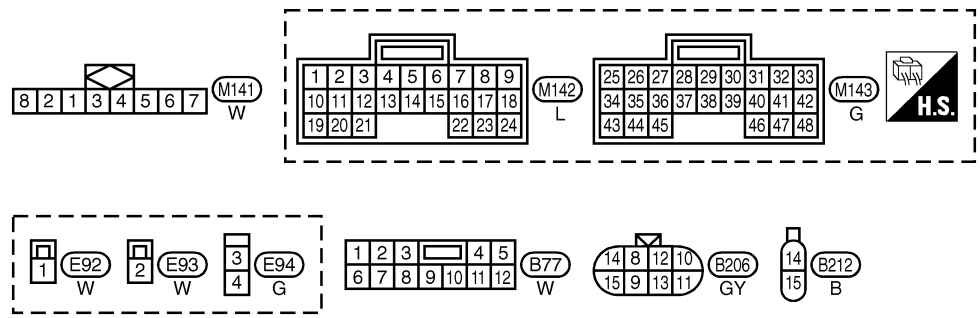 8 2 1 3 4 5 6 7
M141
W
1 2 3 4 5 6 7 8 9
10 11 12 13 14 15 16 17 18
19 20 21 22 23 24
M142
L
25 26 27 28 29 30 31 32 33
34 35 36 37 38 39 40 41 42
43 44 45 46 47 48
M143
G
H.S.
1
E92
W
2
E93
W
3
4
E94
G
1 2 3 4 5
6 7 8 9 10 11 12
B77
W
14 8 12 10
15 9 13 11
B206
GY
14
15
B212
B